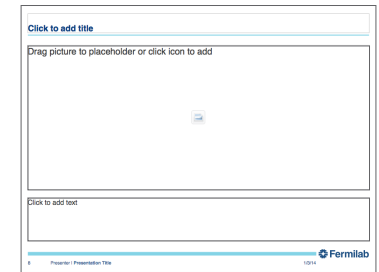 Click to add title
Drag picture to placeholder or click icon to add
Click to add text
Fermilab
8 Presenter | Presentation Title 1/3/14